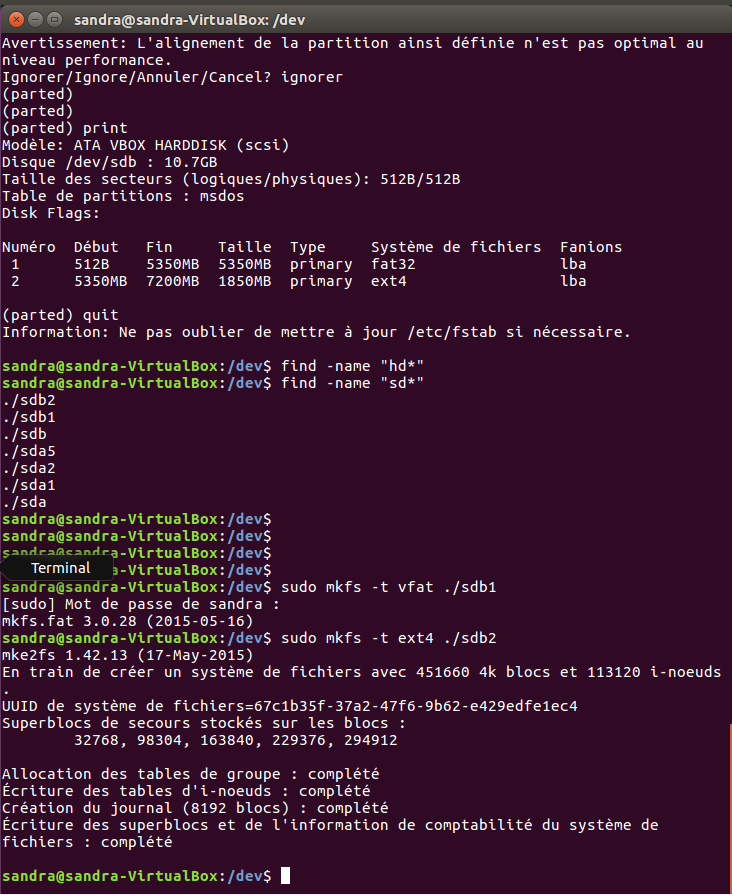 sandra@sandra-VirtualBox: /dev
Avertissement: L'alignement de la partition ainsi définie n'est pas optimal au
niveau performance.
Ignorer/Ignore/Annuler/Cancel? ignorer
(parted)
(parted)
(parted) print
Modèle: ATA VBOX HARDDISK (scsi)
Disque /dev/sdb : 10.7GB
Taille des secteurs (logiques/physiques): 512B/512B
Table de partitions : msdos
Disk Flags:
Numéro  Début   Fin     Taille  Type     Système de fichiers  Fanions
 1      512B    5350MB  5350MB  primary  fat32                lba
 2      5350MB  7200MB  1850MB  primary  ext4                 lba
(parted) quit
Information: Ne pas oublier de mettre à jour /etc/fstab si nécessaire.
sandra@sandra-VirtualBox:/dev$ find -name "hd*"
sandra@sandra-VirtualBox:/dev$ find -name "sd*"
./sdb2
./sdb1
./sdb
./sda5
./sda2
./sda1
./sda
sandra@sandra-VirtualBox:/dev$
sandra@sandra-VirtualBox:/dev$
sandra@sandra-VirtualBox:/dev$
Terminal
ox:/dev$
sandra@sandra-VirtualBox:/dev$ sudo mkfs -t vfat ./sdb1
[sudo] Mot de passe de sandra :
mkfs.fat 3.0.28 (2015-05-16)
sandra@sandra-VirtualBox:/dev$ sudo mkfs -t ext4 ./sdb2
mke2fs 1.42.13 (17-May-2015)
En train de créer un système de fichiers avec 451660 4k blocs et 113120 i-noeuds
.
UUID de système de fichiers=67c1b35f-37a2-47f6-9b62-e429edfe1ec4
Superblocs de secours stockés sur les blocs :
        32768, 98304, 163840, 229376, 294912
Allocation des tables de groupe : complété
Écriture des tables d'i-noeuds : complété
Création du journal (8192 blocs) : complété
Écriture des superblocs et de l'information de comptabilité du système de
fichiers : complété
sandra@sandra-VirtualBox:/dev$